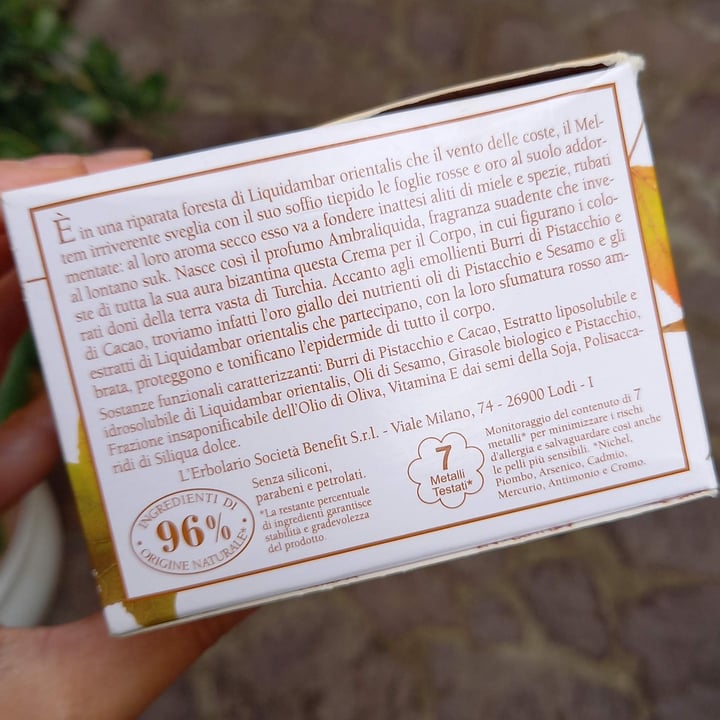 È in una riparata foresta di Liquidambar orientalis che il vento delle coste, il Mel-
tem irriverente sveglia con il suo soffio tiepido le foglie rosse e oro al suolo addor-
mentate: al loro aroma secco esso va a fondere inattesi aliti di miele e spezie, rubati
al lontano suk. Nasce così il profumo Ambraliquida, fragranza suadente che inve-
ste di tutta la sua aura bizantina questa Crema per il Corpo, in cui figurano i colo-
rati doni della terra vasta di Turchia. Accanto agli emollienti Burri di Pistacchio e
di Cacao, troviamo infatti l'oro giallo dei nutrienti oli di Pistacchio e Sesamo e gli
estratti di Liquidambar orientalis che partecipano, con la loro sfumatura rosso am-
brata, proteggono e tonificano l'epidermide di tutto il corpo.
Sostanze funzionali caratterizzanti: Burri di Pistacchio e Cacao, Estratto liposolubile e
idrosolubile di Liquidambar orientalis, Oli di Sesamo, Girasole biologico e Pistacchio,
Frazione insaponificabile dell'Olio di Oliva, Vitamina E dai semi della Soja, Polisacca-
ridi di Siliqua dolce.
L'Erbolario Società Benefit S.r.l. - Viale Milano, 74 - 26900 Lodi - I
INGREDIENTI DI
96%
ORIGINE NATURALE*
Senza siliconi,
parabeni e petrolati.
*La restante percentuale
di ingredienti garantisce
stabilità e gradevolezza
del prodotto.
7
Metalli
Testati*
Monitoraggio del contenuto di 7
metalli* per minimizzare i rischi
d'allergia e salvaguardare così anche
le pelli più sensibili. *Nichel,
Piombo, Arsenico, Cadmio,
Mercurio, Antimonio e Cromo.